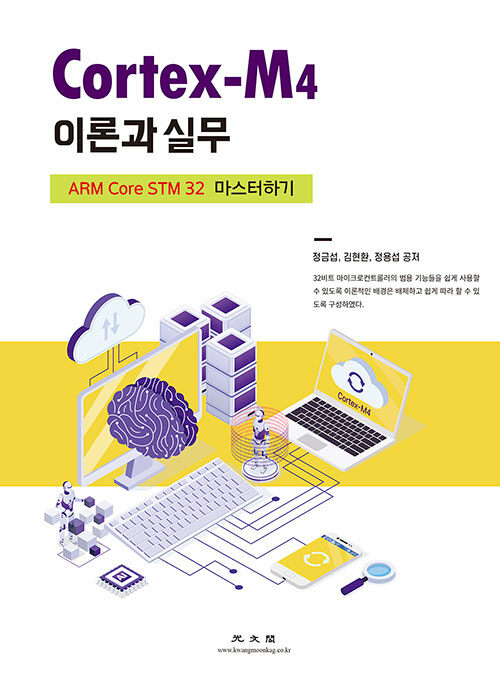 Cortex-M4
이론과 실무
ARM Core STM 32 마스터하기
정금섭, 김현환, 정용섭 공저
32비트 마이크로컨트롤러의 범용 기능들을 쉽게 사용할
수 있도록 이론적인 배경은 배제하고 쉽게 따라 할 수 있
도록 구성하였다.
Cortex-M4
光文閣
www.kwangmoonkag.co.kr